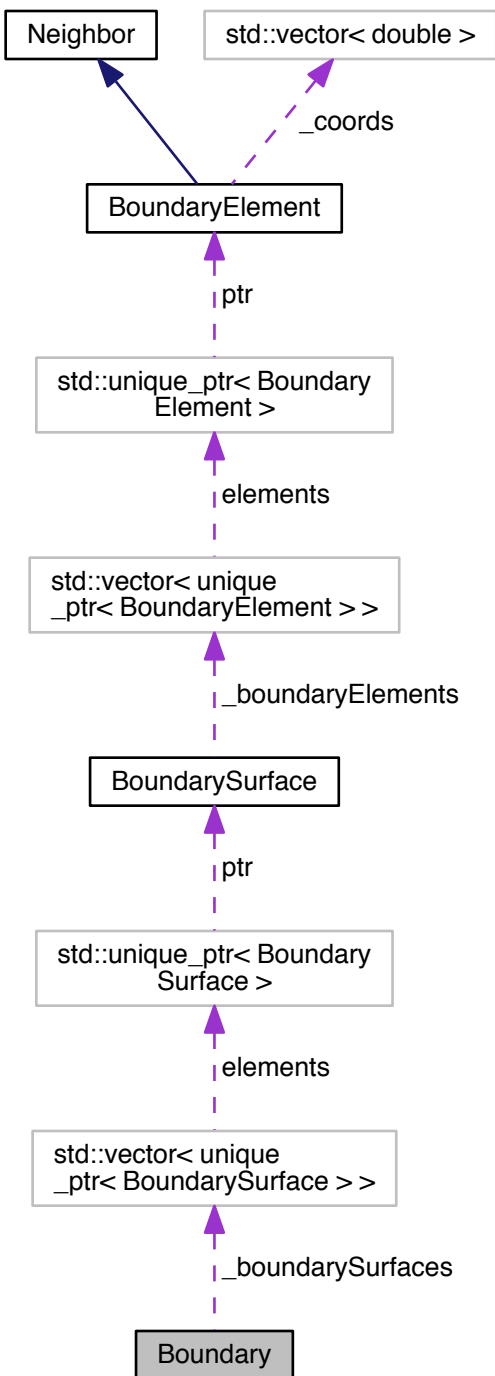 Neighbor
std::vector< double >
_coords
BoundaryElement
ptr
std::unique_ptr< Boundary
Element >
elements
std::vector< unique
_ptr< BoundaryElement > >
_boundaryElements
BoundarySurface
ptr
std::unique_ptr< Boundary
Surface >
elements
std::vector< unique
_ptr< BoundarySurface > >
_boundarySurfaces
Boundary